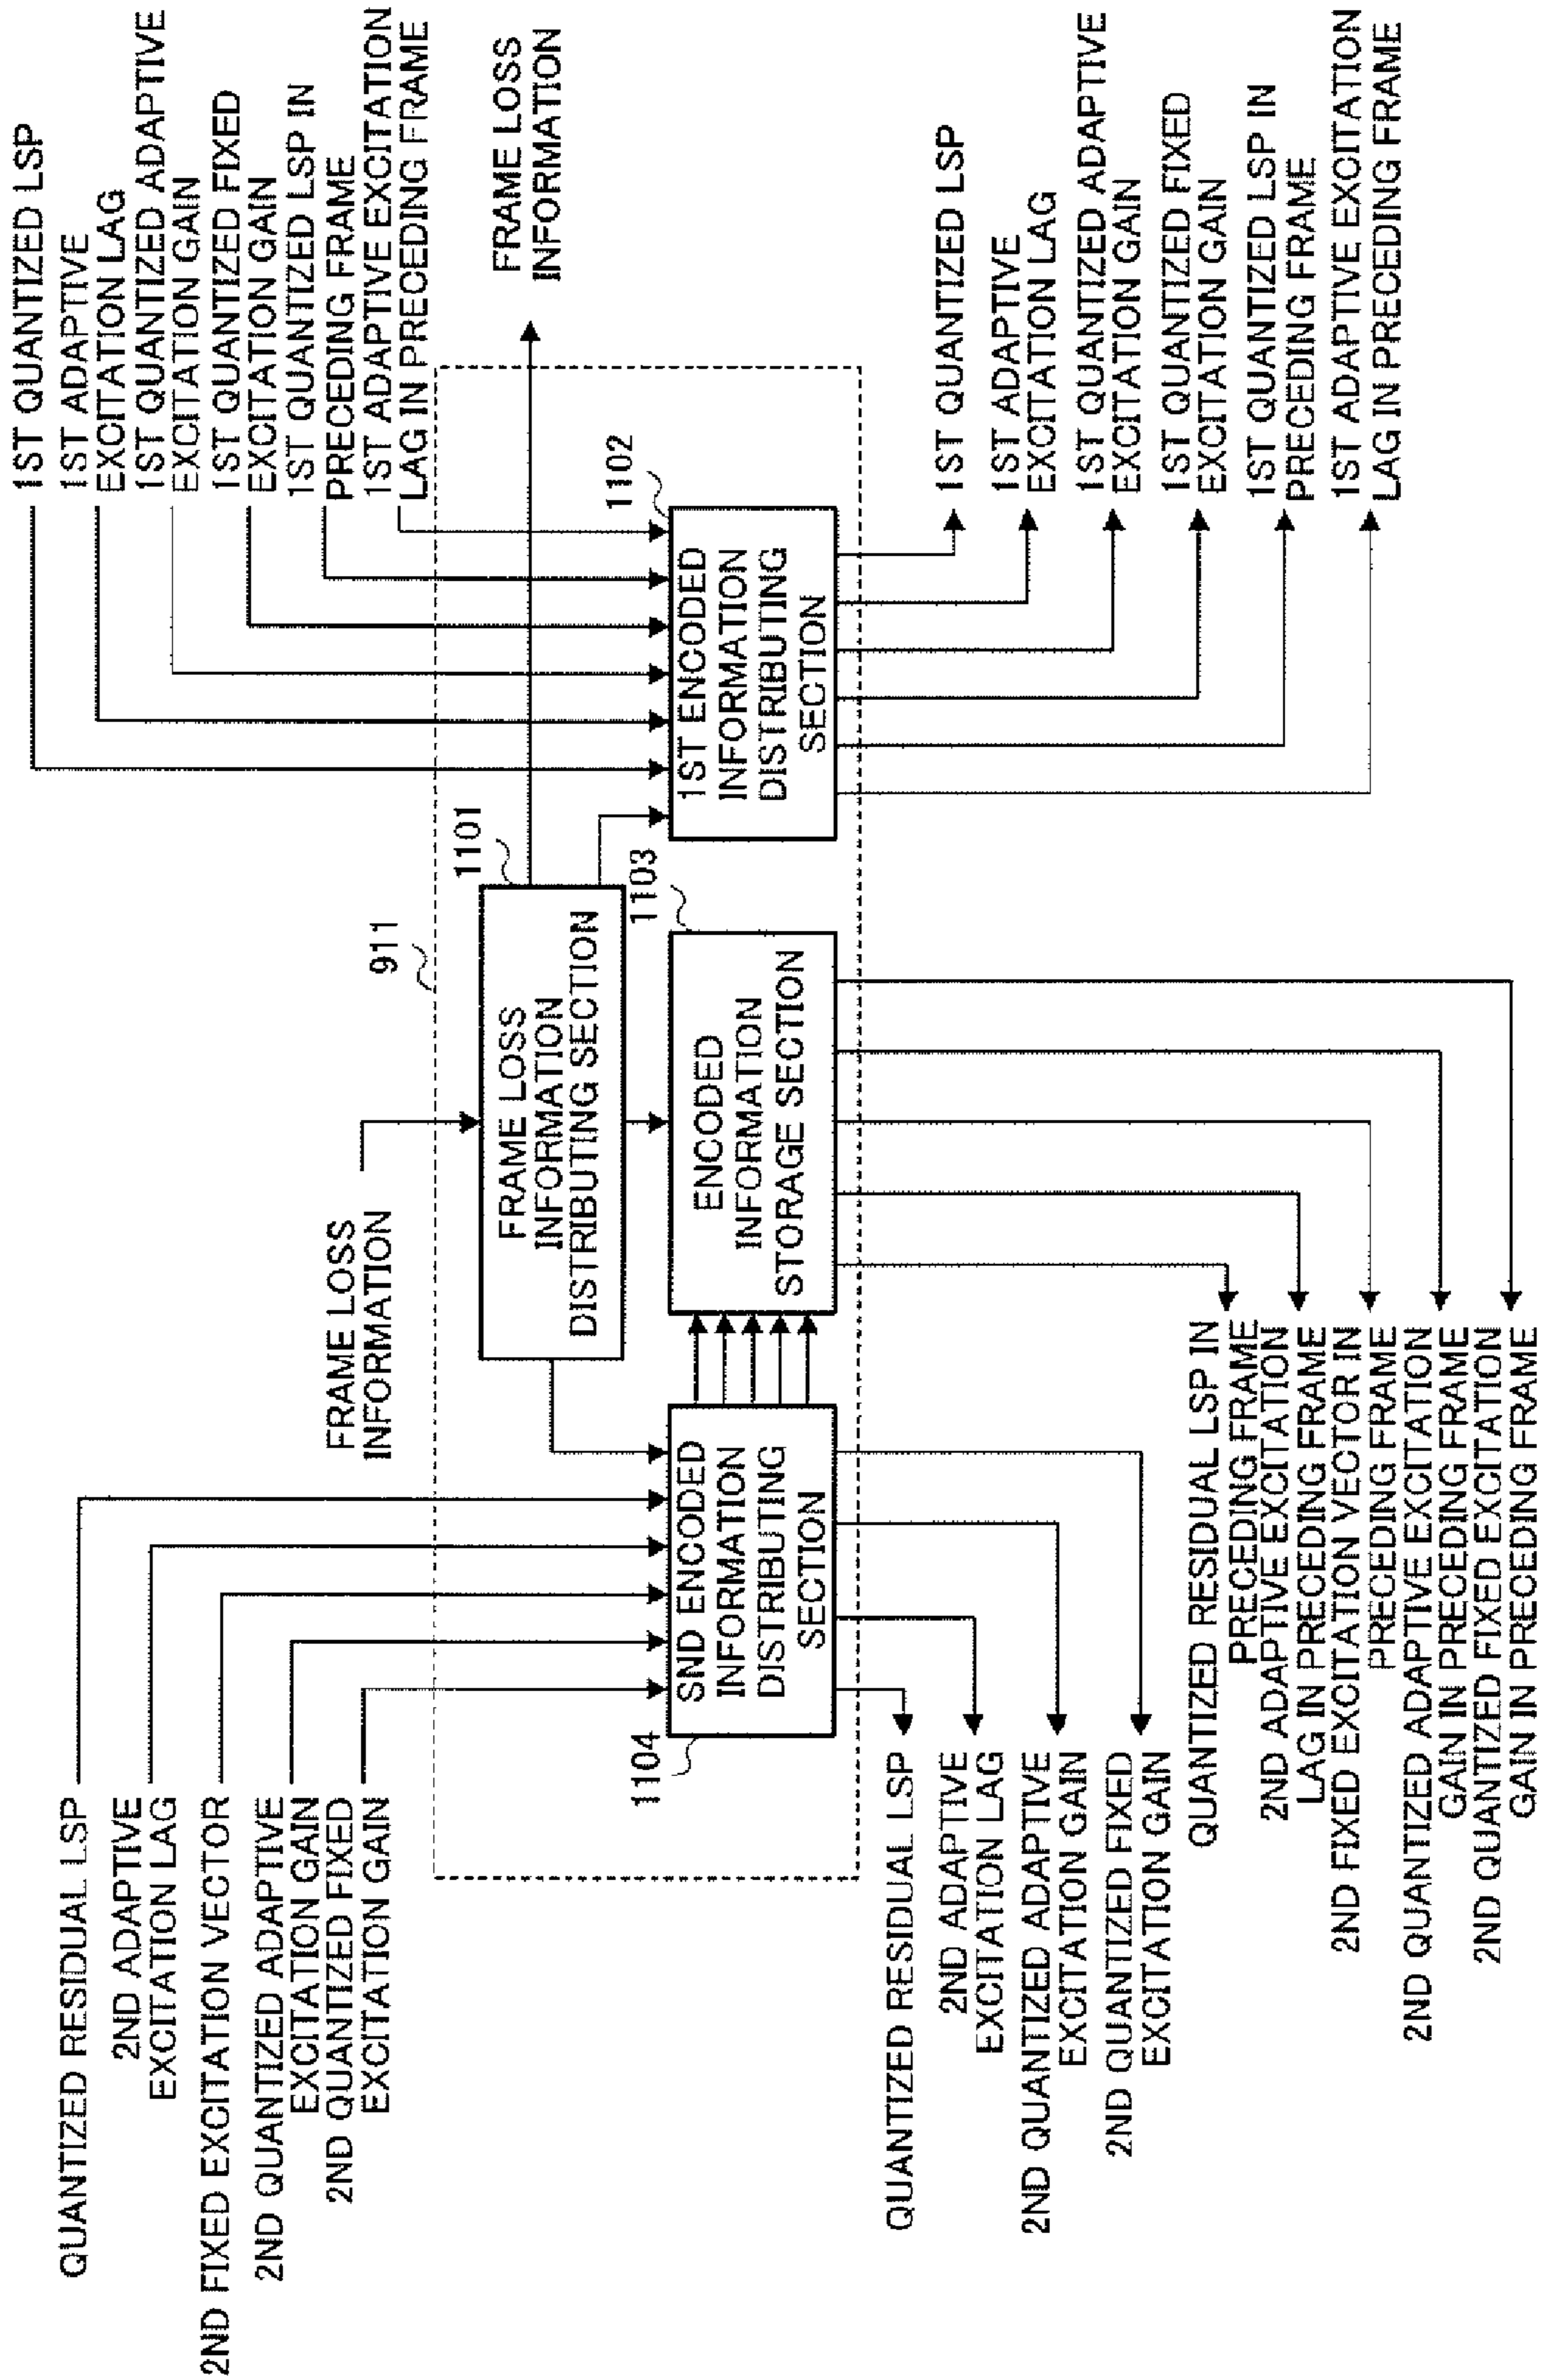 QUANTIZED RESIDUAL LSP
2ND ADAPTIVE
EXCITATION LAG
2ND FIXED EXCITATION VECTOR
2ND QUANTIZED ADAPTIVE
EXCITATION GAIN
2ND QUANTIZED FIXED
EXCITATION GAIN
FRAME LOSS
INFORMATION
1ST QUANTIZED LSP
1ST ADAPTIVE
EXCITATION LAG
1ST QUANTIZED ADAPTIVE
EXCITATION GAIN
1ST QUANTIZED FIXED
EXCITATION GAIN
1ST QUANTIZED LSP IN
PRECEDING FRAME
1ST ADAPTIVE EXCITATION
LAG IN PRECEDING FRAME
FRAME LOSS
INFORMATION
911
1101
FRAME LOSS
INFORMATION
DISTRIBUTING SECTION
1104
SND ENCODED
INFORMATION
DISTRIBUTING
SECTION
1103
ENCODED
INFORMATION
STORAGE SECTION
1102
1ST ENCODED
INFORMATION
DISTRIBUTING
SECTION
QUANTIZED RESIDUAL LSP
2ND ADAPTIVE
EXCITATION LAG
2ND QUANTIZED ADAPTIVE
EXCITATION GAIN
2ND QUANTIZED FIXED
EXCITATION GAIN
QUANTIZED RESIDUAL LSP IN
PRECEDING FRAME
2ND ADAPTIVE EXCITATION
LAG IN PRECEDING FRAME
2ND FIXED EXCITATION VECTOR IN
PRECEDING FRAME
2ND QUANTIZED ADAPTIVE EXCITATION
GAIN IN PRECEDING FRAME
2ND QUANTIZED FIXED EXCITATION
GAIN IN PRECEDING FRAME
1ST QUANTIZED LSP
1ST ADAPTIVE
EXCITATION LAG
1ST QUANTIZED ADAPTIVE
EXCITATION GAIN
1ST QUANTIZED FIXED
EXCITATION GAIN
1ST QUANTIZED LSP IN
PRECEDING FRAME
1ST ADAPTIVE EXCITATION
LAG IN PRECEDING FRAME